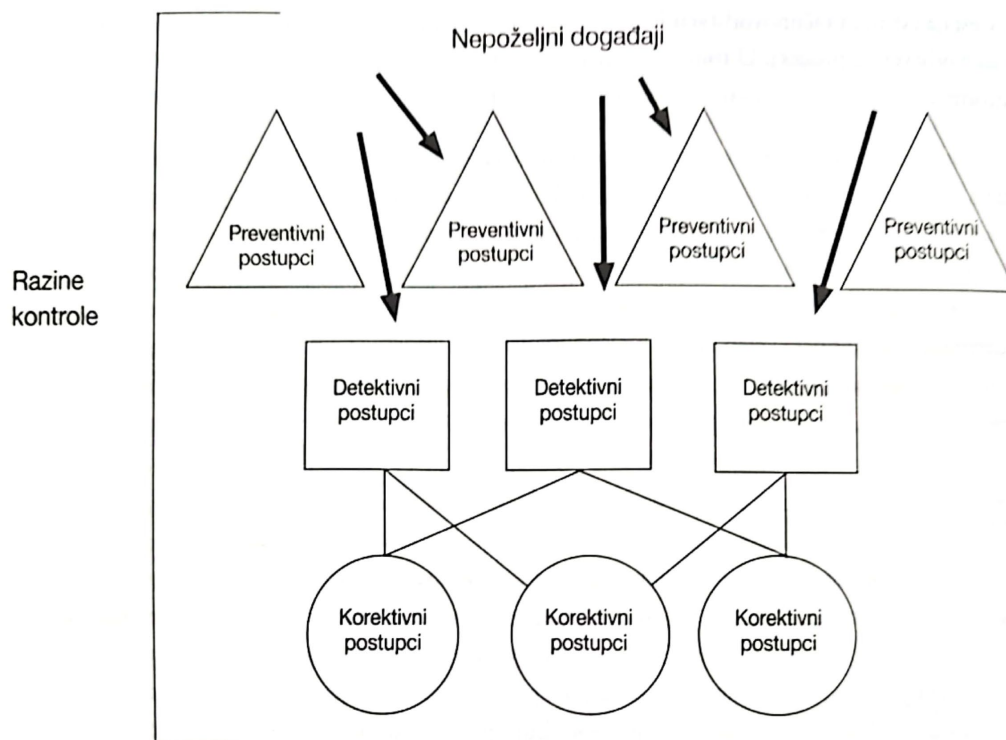 Nepoželjni događaji
Razine
kontrole
Preventivni
postupci
Preventivni
postupci
Preventivni
postupci
Preventivni
postupci
Detektivni
postupci
Detektivni
postupci
Detektivni
postupci
Korektivni
postupci
Korektivni
postupci
Korektivni
postupci